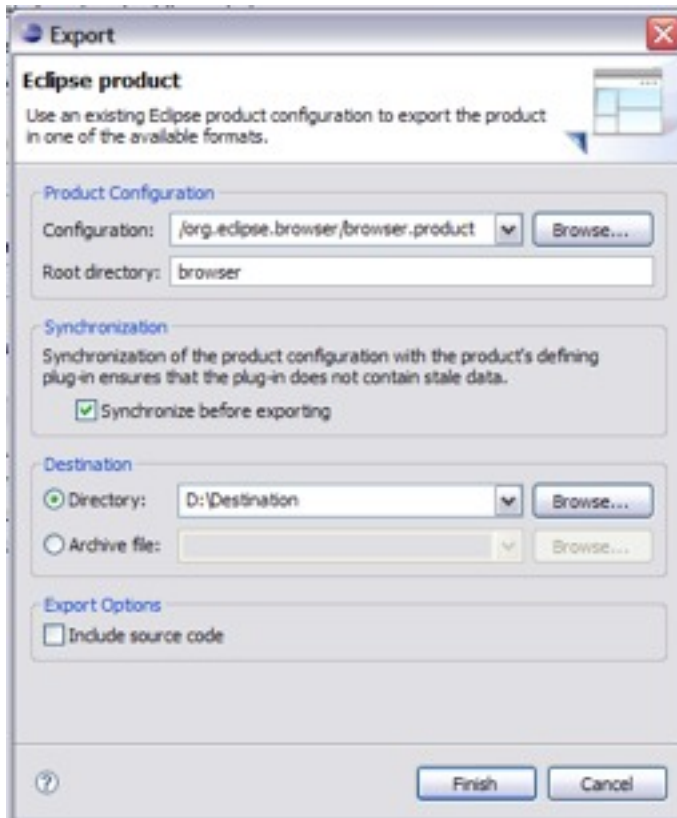 Export
Eclipse product
Use an existing Eclipse product configuration to export the product
in one of the available formats.
Product Configuration
Configuration: /org.eclipse.browser/browser.product Browse...
Root directory: browser
Synchronization
Synchronization of the product configuration with the product's defining
plug-in ensures that the plug-in does not contain stale data.
Synchronize before exporting
Destination
Directory: D:\Destination Browse...
Archive file: Browse...
Export Options
Include source code
? Finish Cancel